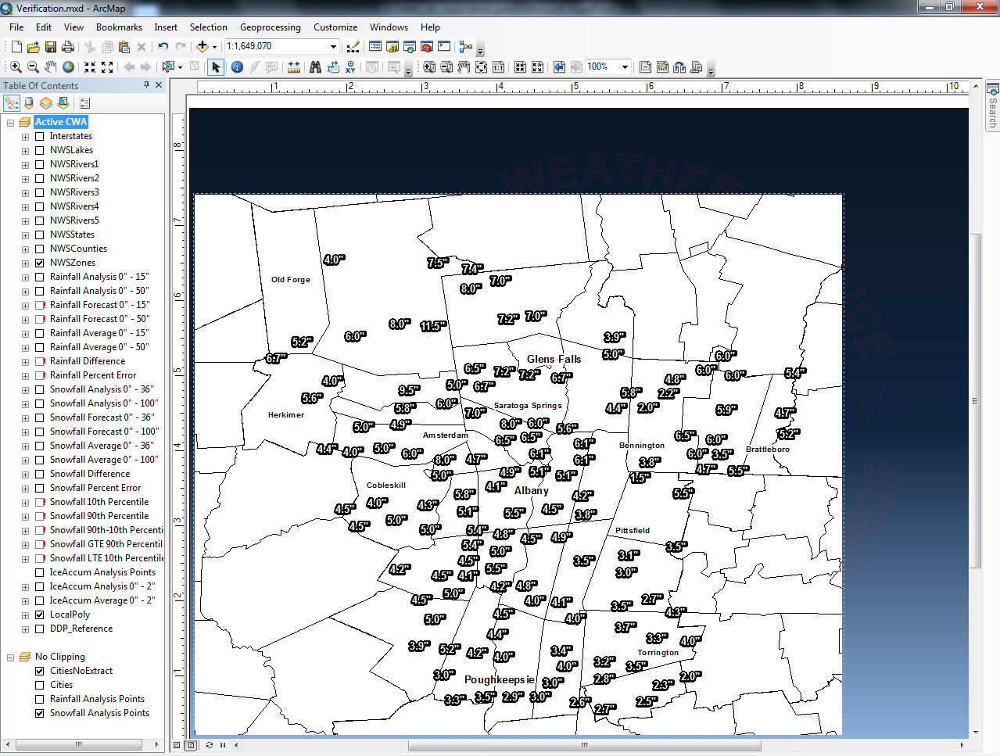 Verification.mxd - ArcMap
File Edit View Bookmarks Insert Selection Geoprocessing Customize Windows Help
1:1,649,070
100%
Table Of Contents
Active CWA
Interstates
NWSLakes
NWSRivers1
NWSRivers2
NWSRivers3
NWSRivers4
NWSRivers5
NWSStates
NWSCounties
NWSZones
Rainfall Analysis 0" - 15"
Rainfall Analysis 0" - 50"
Rainfall Forecast 0" - 15"
Rainfall Forecast 0" - 50"
Rainfall Average 0" - 15"
Rainfall Average 0" - 50"
Rainfall Difference
Rainfall Percent Error
Snowfall Analysis 0" - 36"
Snowfall Analysis 0" - 100"
Snowfall Forecast 0" - 36"
Snowfall Forecast 0" - 100"
Snowfall Average 0" - 36"
Snowfall Average 0" - 100"
Snowfall Difference
Snowfall Percent Error
Snowfall 10th Percentile
Snowfall 90th Percentile
Snowfall 90th-10th Percenti
Snowfall GTE 90th Percentil
Snowfall LTE 10th Percentile
IceAccum Analysis Points
IceAccum Analysis 0" - 2"
IceAccum Average 0" - 2"
LocalPoly
DDP_Reference
No Clipping
CitiesNoExtract
Cities
Rainfall Analysis Points
Snowfall Analysis Points
1 2 3 4 5 6 7 8 9 10
8
7
6
5
4
3
2
1
Search
WEATHER
ICE
ERCE
4.0" 7.5" 7.4"
Old Forge 8.0" 7.0"
8.0" 11.5" 7.2" 7.0"
5.2" 6.0" 3.9"
6.7" 5.0" 6.0"
Glens Falls
6.5" 7.2" 7.2" 6.7" 6.0" 6.0" 5.4"
4.0" 9.5" 5.0" 6.7" 5.8" 4.8" 2.2"
5.6" 5.8" 6.0" 7.0" Saratoga Springs 4.4" 2.0" 5.9" 4.7"
Herkimer
5.0" 4.9" 8.0" 6.0" 5.6"
Amsterdam 6.5" 6.5" 6.1" 6.5" 6.0" 5.2"
4.4" 4.0" 5.0" 6.0" Bennington Brattleboro
8.0" 4.7" 6.1" 6.1" 3.8" 6.0" 3.5"
5.0" 4.9" 5.1" 5.1" 1.5" 4.7" 5.5"
Cobleskill 4.1" Albany
4.5" 4.0" 4.3" 5.8" 4.2" 5.5"
4.5" 5.0" 5.1" 5.5" 4.5" 3.8"
5.0" 5.4" 4.8" 4.5" 4.9" Pittsfield
5.4" 5.0" 3.5"
4.2" 4.5" 5.5" 3.5" 3.1"
4.5" 4.1" 3.0"
4.5" 5.0" 4.2" 4.8"
4.0" 4.1" 3.5" 2.7"
5.0" 4.5" 4.0" 4.3"
4.4" 3.7" 3.3" 4.0"
3.9" 5.2" 4.2" 4.0" 3.4" Torrington
3.0" 4.0" 3.2" 3.5"
Poughkeepsie 3.0" 2.8" 2.3" 2.0"
3.3" 3.5" 2.9" 3.0" 2.6" 2.7" 2.5"